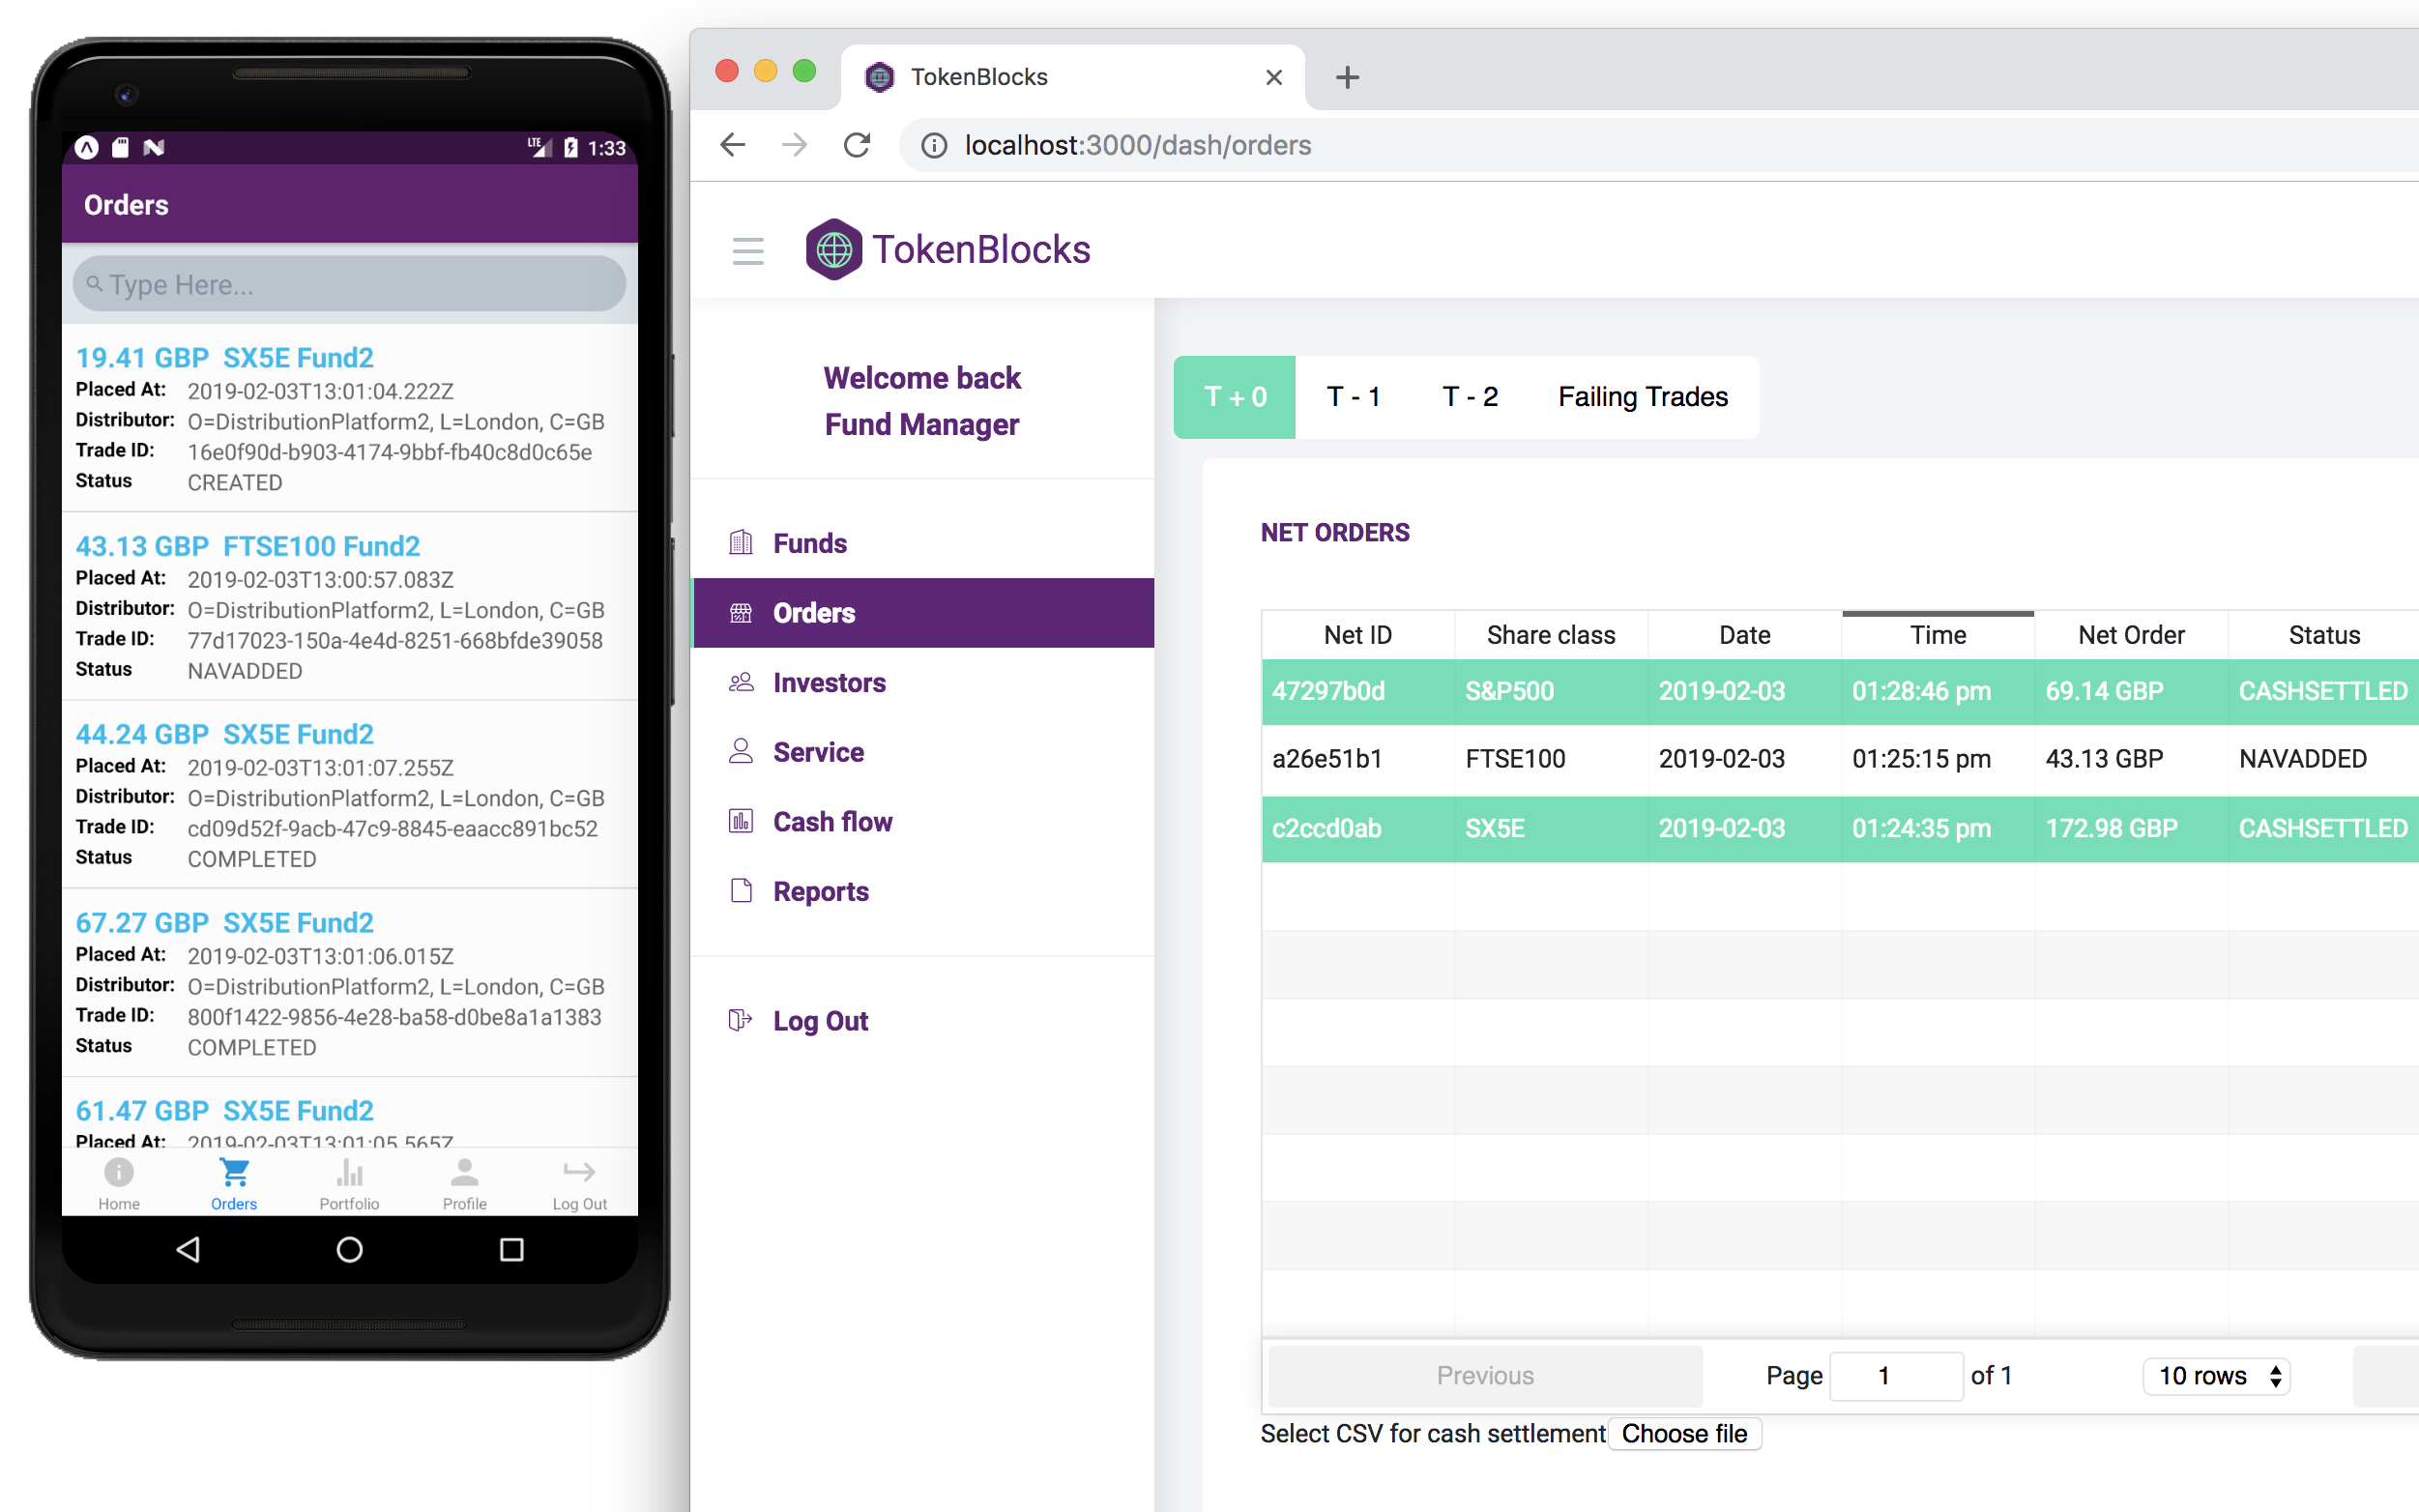 LTE 1:33
Orders
Type Here...
19.41 GBP SX5E Fund2
Placed At: 2019-02-03T13:01:04.222Z
Distributor: O=DistributionPlatform2, L=London, C=GB
Trade ID: 16e0f90d-b903-4174-9bbf-fb40c8d0c65e
Status CREATED
43.13 GBP FTSE100 Fund2
Placed At: 2019-02-03T13:00:57.083Z
Distributor: O=DistributionPlatform2, L=London, C=GB
Trade ID: 77d17023-150a-4e4d-8251-668bfde39058
Status NAVADDED
44.24 GBP SX5E Fund2
Placed At: 2019-02-03T13:01:07.255Z
Distributor: O=DistributionPlatform2, L=London, C=GB
Trade ID: cd09d52f-9acb-47c9-8845-eaacc891bc52
Status COMPLETED
67.27 GBP SX5E Fund2
Placed At: 2019-02-03T13:01:06.015Z
Distributor: O=DistributionPlatform2, L=London, C=GB
Trade ID: 800f1422-9856-4e28-ba58-d0be8a1a1383
Status COMPLETED
61.47 GBP SX5E Fund2
Placed At: 2019-02-03T13:01:05.565Z
Home Orders Portfolio Profile Log Out
TokenBlocks
localhost:3000/dash/orders
TokenBlocks
Welcome back
Fund Manager
Funds
Orders
Investors
Service
Cash flow
Reports
Log Out
T + 0 T - 1 T - 2 Failing Trades
NET ORDERS
Net ID Share class Date Time Net Order Status
47297b0d S&P500 2019-02-03 01:28:46 pm 69.14 GBP CASHSETTLED
a26e51b1 FTSE100 2019-02-03 01:25:15 pm 43.13 GBP NAVADDED
c2ccd0ab SX5E 2019-02-03 01:24:35 pm 172.98 GBP CASHSETTLED
Previous Page 1 of 1 10 rows
Select CSV for cash settlement Choose file